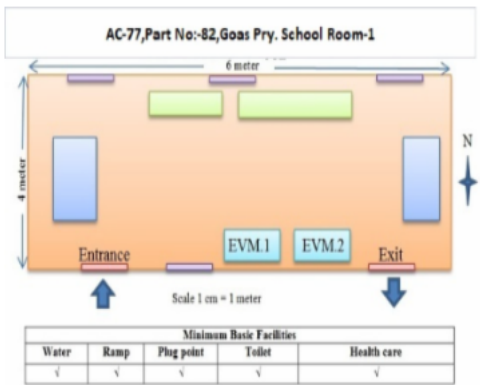 AC-77,Part No:-82,Goas Pry. School Room-1
6 meter
4 meter
N
EVM.1 EVM.2
Entrance Exit
Scale 1 cm = 1 meter
Minimum Basic Facilities
Water Ramp Plug point Toilet Health care
√ √ √ √ √